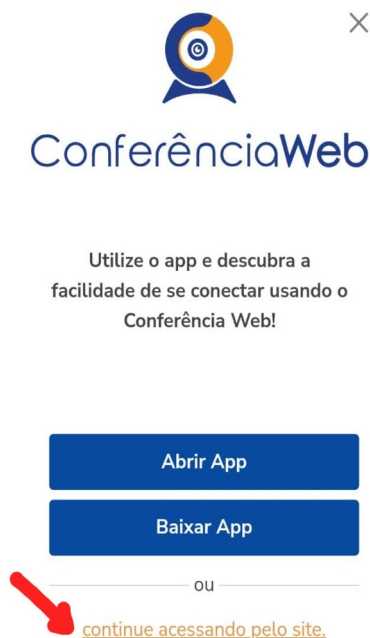 ConferênciaWeb
Utilize o app e descubra a
facilidade de se conectar usando o
Conferência Web!
Abrir App
Baixar App
ou
continue acessando pelo site.